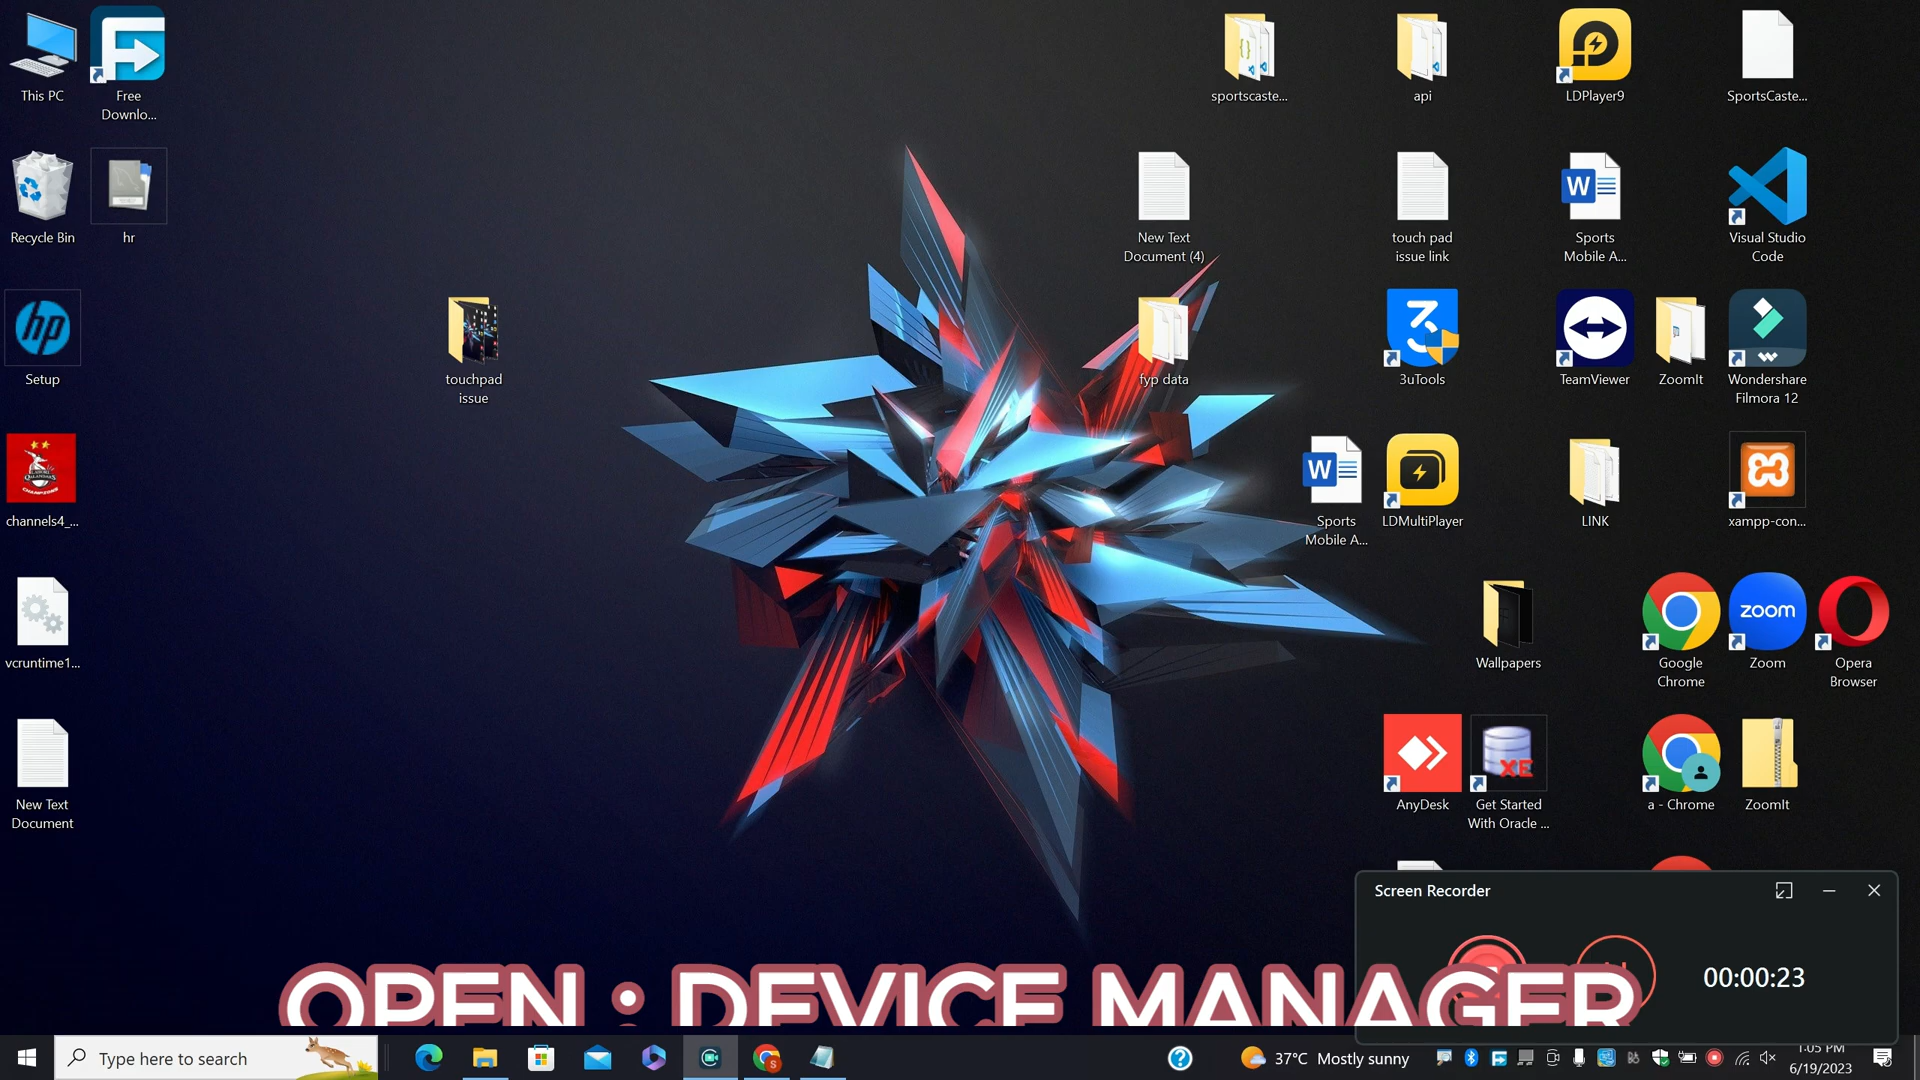 This PC
Free
Downlo...
sportscaste...
api
LDPlayer9
SportsCaste...
Recycle Bin
hr
New Text
Document (4)
touch pad
issue link
W
Sports
Mobile A...
Visual Studio
Code
hp
Setup
touchpad
issue
fyp data
3uTools
TeamViewer
ZoomIt
Wondershare
Filmora 12
channels4_...
W
Sports
Mobile A...
LDMultiPlayer
LINK
xampp-con...
vcruntime1...
Wallpapers
Google
Chrome
zoom
Zoom
Opera
Browser
New Text
Document
AnyDesk
XE
Get Started
With Oracle ...
a - Chrome
ZoomIt
Screen Recorder
00:00:23
OPEN : DEVICE MANAGER
Type here to search
37°C Mostly sunny
1:05 PM
6/19/2023